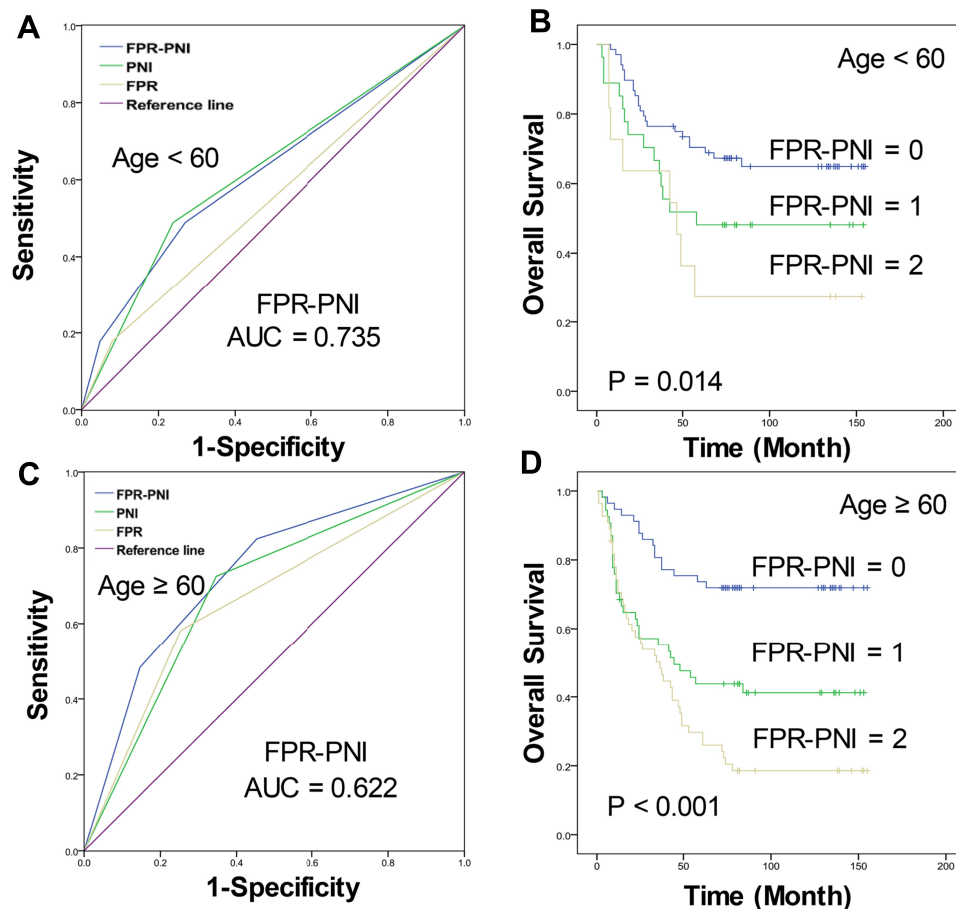 A
FPR-PNI
PNI
FPR
Reference line
Age < 60
FPR-PNI
AUC = 0.735
Sensitivity
1.0
0.8
0.6
0.4
0.2
0.0
0.0
0.2
0.4
0.6
0.8
1.0
1-Specificity
B
Age < 60
FPR-PNI = 0
FPR-PNI = 1
FPR-PNI = 2
P = 0.014
Overall Survival
1.0
0.8
0.6
0.4
0.2
0.0
0
50
100
150
200
Time (Month)
C
FPR-PNI
PNI
FPR
Reference line
Age ≥ 60
FPR-PNI
AUC = 0.622
Sensitivity
1.0
0.8
0.6
0.4
0.2
0.0
0.0
0.2
0.4
0.6
0.8
1.0
1-Specificity
D
Age ≥ 60
FPR-PNI = 0
FPR-PNI = 1
FPR-PNI = 2
P < 0.001
Overall Survival
1.0
0.8
0.6
0.4
0.2
0.0
0
50
100
150
200
Time (Month)